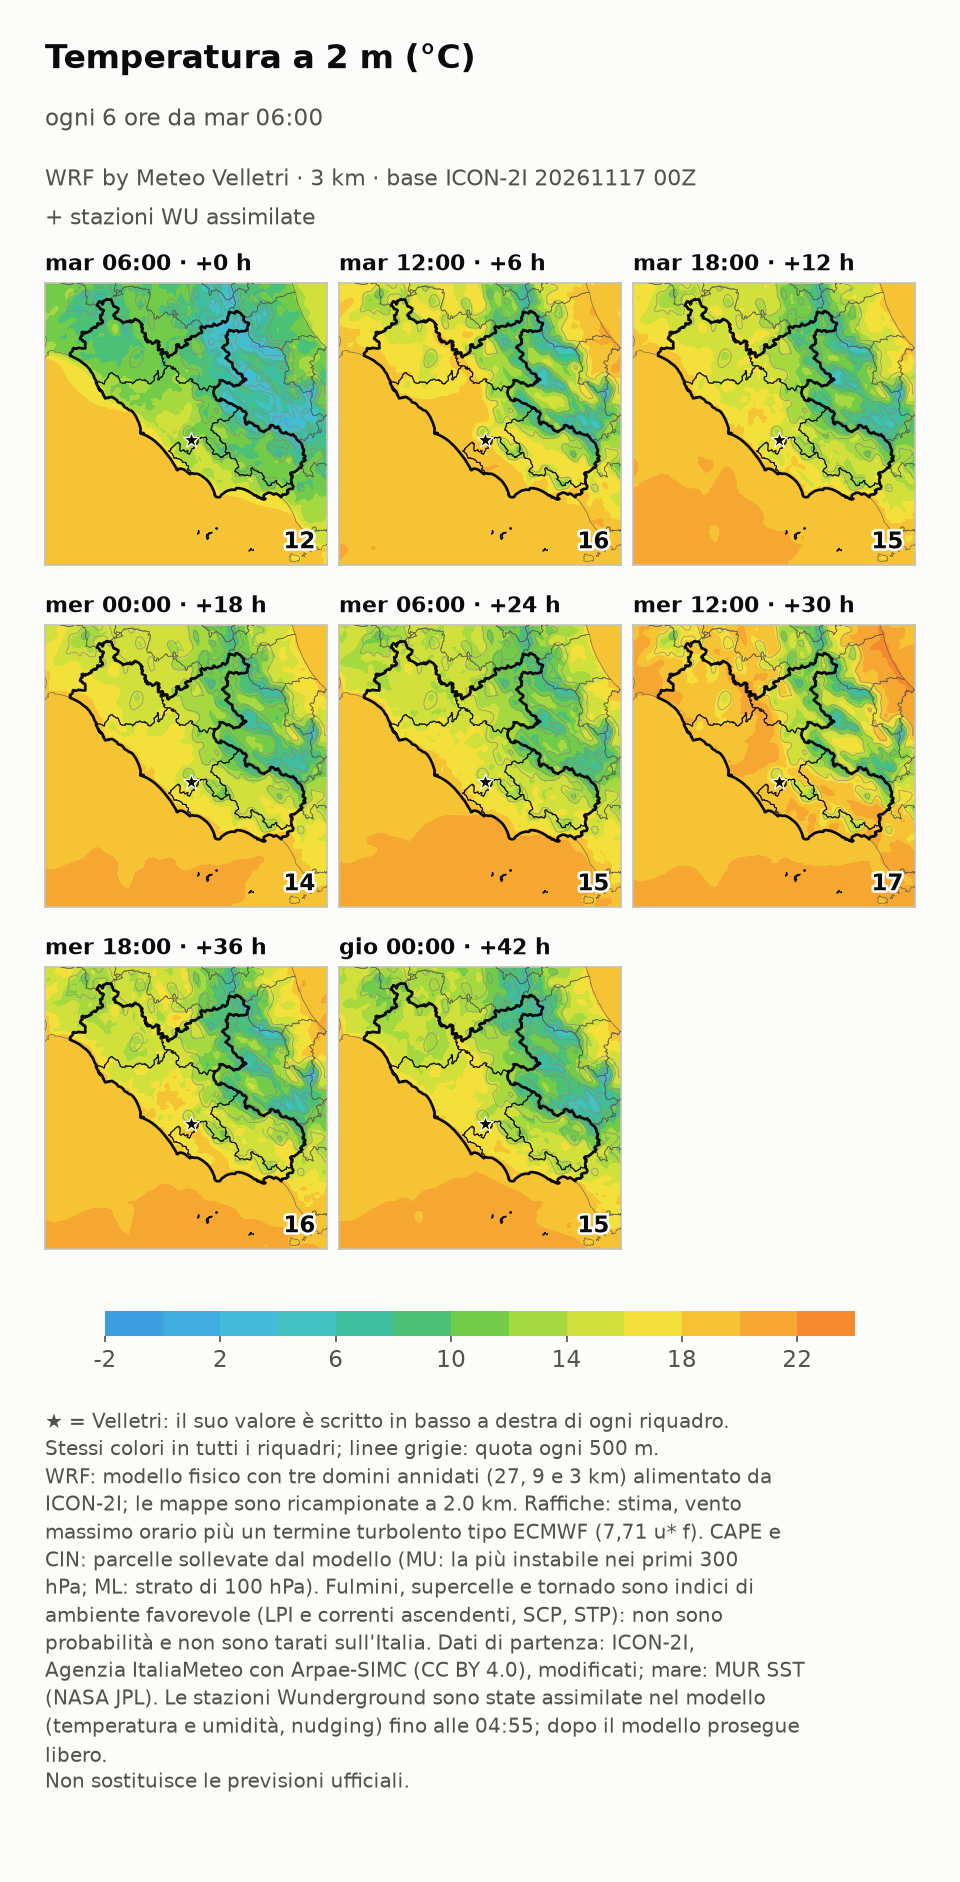 Temperatura a 2 m (°C)
ogni 6 ore da mar 06:00
WRF by Meteo Velletri · 3 km · base ICON-2I 20261117 00Z
+ stazioni WU assimilate
mar 06:00 · +0 h
mar 12:00 · +6 h
mar 18:00 · +12 h
12
16
15
mer 00:00 · +18 h
mer 06:00 · +24 h
mer 12:00 · +30 h
14
15
17
mer 18:00 · +36 h
gio 00:00 · +42 h
16
15
-2 2 6 10 14 18 22
★ = Velletri: il suo valore è scritto in basso a destra di ogni riquadro.
Stessi colori in tutti i riquadri; linee grigie: quota ogni 500 m.
WRF: modello fisico con tre domini annidati (27, 9 e 3 km) alimentato da
ICON-2I; le mappe sono ricampionate a 2.0 km. Raffiche: stima, vento
massimo orario più un termine turbolento tipo ECMWF (7,71 u* f). CAPE e
CIN: parcelle sollevate dal modello (MU: la più instabile nei primi 300
hPa; ML: strato di 100 hPa). Fulmini, supercelle e tornado sono indici di
ambiente favorevole (LPI e correnti ascendenti, SCP, STP): non sono
probabilità e non sono tarati sull'Italia. Dati di partenza: ICON-2I,
Agenzia ItaliaMeteo con Arpae-SIMC (CC BY 4.0), modificati; mare: MUR SST
(NASA JPL). Le stazioni Wunderground sono state assimilate nel modello
(temperatura e umidità, nudging) fino alle 04:55; dopo il modello prosegue
libero.
Non sostituisce le previsioni ufficiali.